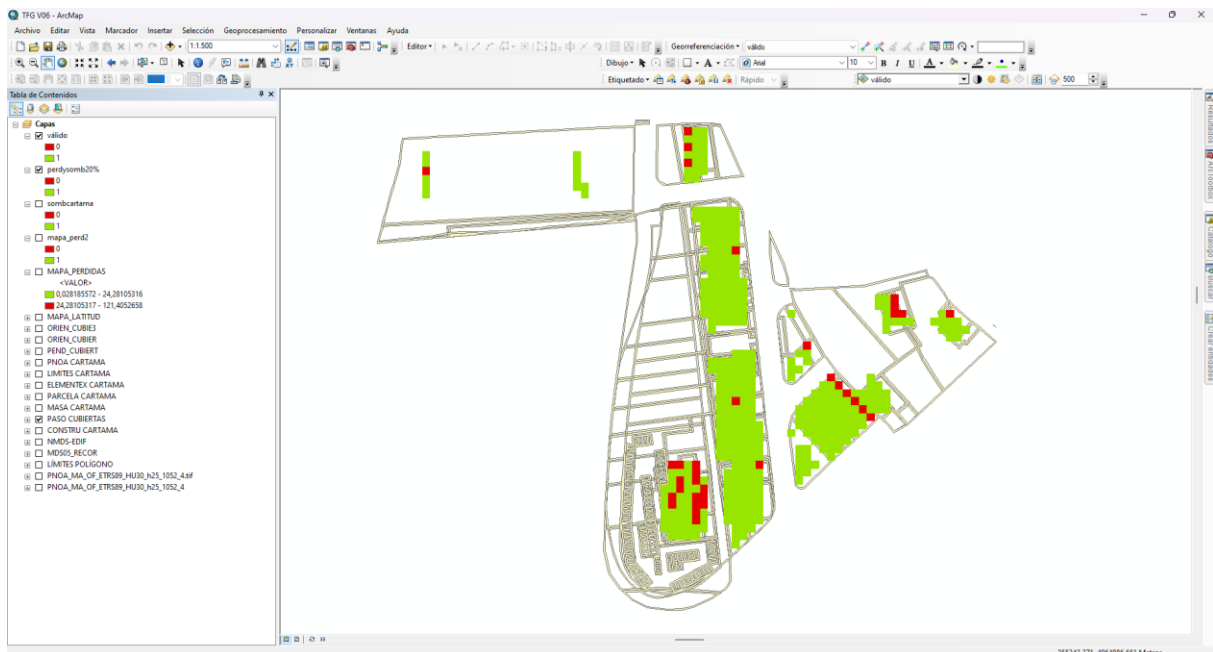 TFG V06 - ArcMap
Archivo Editar Vista Marcador Insertar Selección Geoprocesamiento Personalizar Ventanas Ayuda
1:1.500 Editor Georreferenciación válido
Dibujo Arial 10 B I U A
Etiquetado Rápido válido 500
Tabla de Contenidos
Capas
válido
0
1
perdysomb20%
0
1
sombcartama
0
1
mapa_perd2
0
1
MAPA_PERDIDAS
<VALOR>
0,028185572 - 24,28105316
24,28105317 - 121,4052658
MAPA_LATITUD
ORIEN_CUBIE3
ORIEN_CUBIER
PEND_CUBIERT
PNOA CARTAMA
LIMITES CARTAMA
ELEMENTEX CARTAMA
PARCELA CARTAMA
MASA CARTAMA
PASO CUBIERTAS
CONSTRU CARTAMA
NMDS-EDIF
MDS05_RECOR
LÍMITES POLÍGONO
PNOA_MA_OF_ETRS89_HU30_h25_1052_4.tif
PNOA_MA_OF_ETRS89_HU30_h25_1052_4
Resultados
ArcToolbox
Catálogo
Buscar
Crear entidades